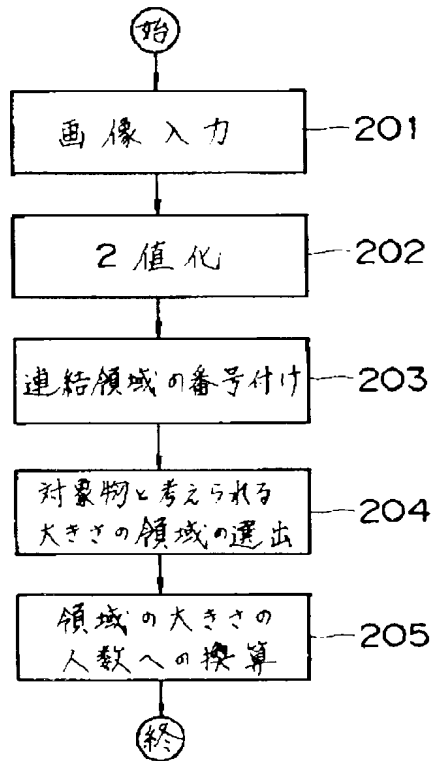 始
画像入力
201
2値化
202
連結領域の番号付け
203
対象物と考えられる
大きさの領域の選出
204
領域の大きさの
人数への換算
205
終